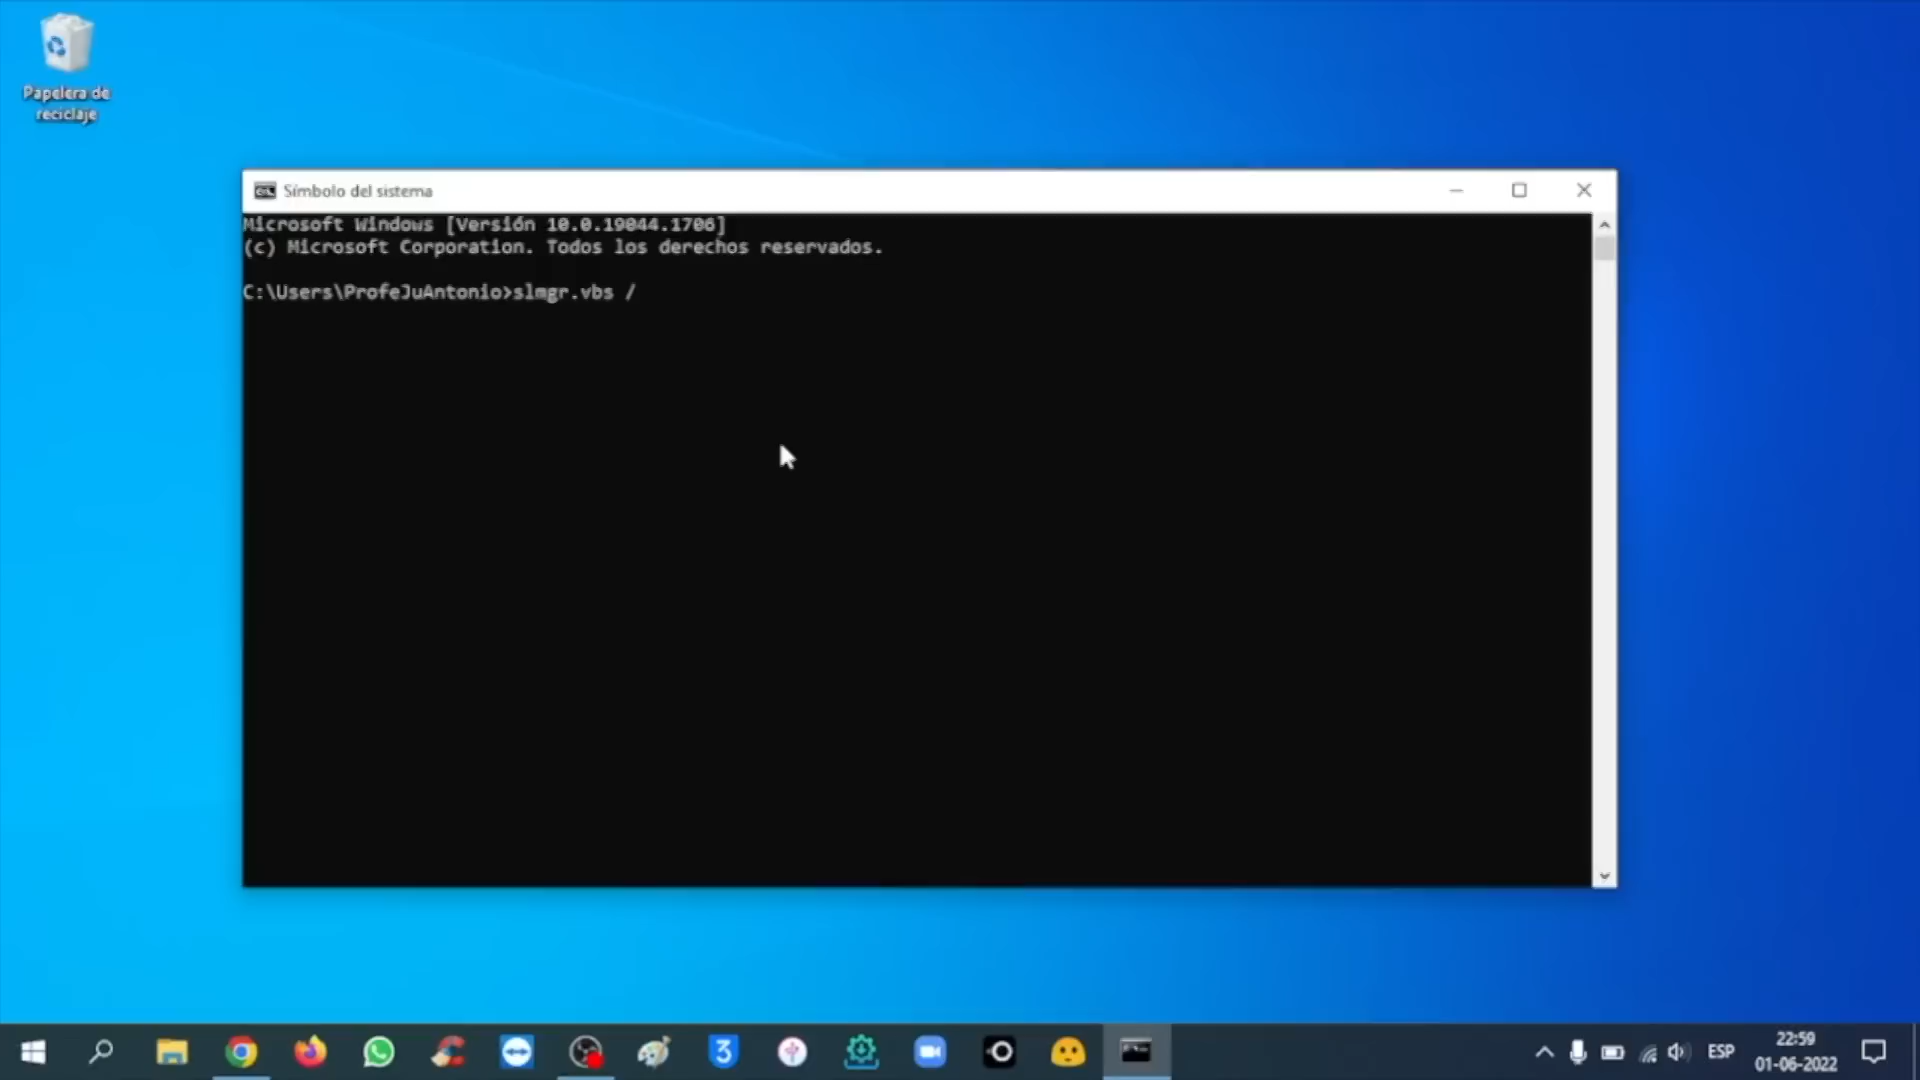 Papelera de
reciclaje
Símbolo del sistema
Microsoft Windows [Versión 10.0.19044.1706]
(c) Microsoft Corporation. Todos los derechos reservados.
C:\Users\ProfeJuAntonio>slmgr.vbs /
3
ESP
22:59
01-06-2022